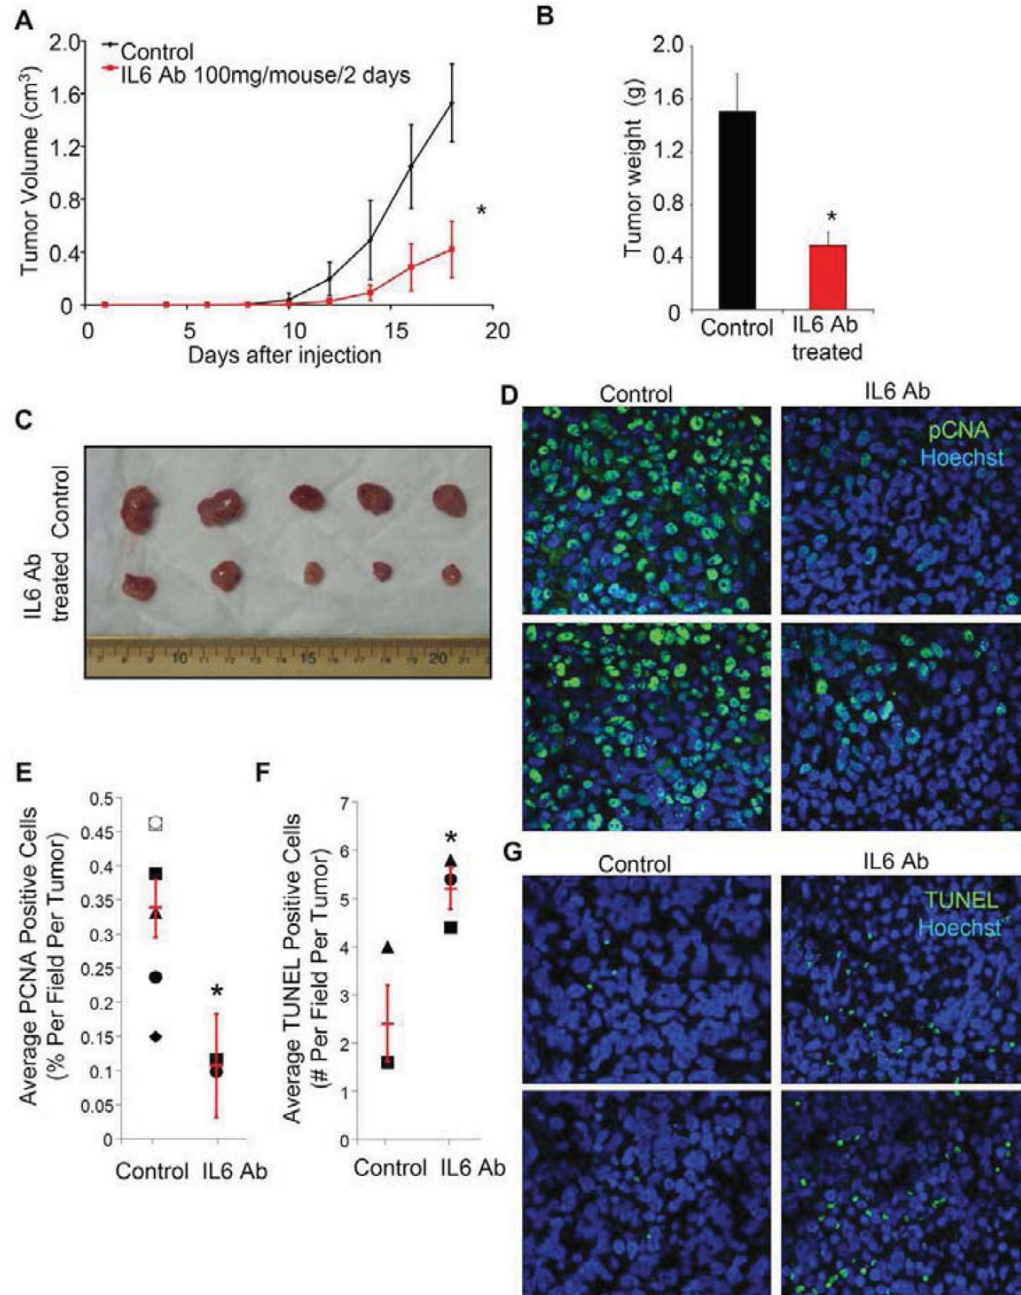 A
2.0
1.6
1.2
0.8
0.4
0
Tumor Volume (cm3)
Control
IL6 Ab 100mg/mouse/2 days
*
0
5
10
15
20
Days after injection
B
2.0
1.6
1.2
0.8
0.4
0
Tumor weight (g)
*
Control
IL6 Ab
treated
C
Control
IL6 Ab
treated
10
15
20
D
Control
IL6 Ab
pCNA
Hoechst
E
0.5
0.45
0.4
0.35
0.3
0.25
0.2
0.15
0.1
0.05
0
Average PCNA Positive Cells
(% Per Field Per Tumor)
*
Control
IL6 Ab
F
7
6
5
4
3
2
1
0
Average TUNEL Positive Cells
(# Per Field Per Tumor)
*
Control
IL6 Ab
G
Control
IL6 Ab
TUNEL
Hoechst